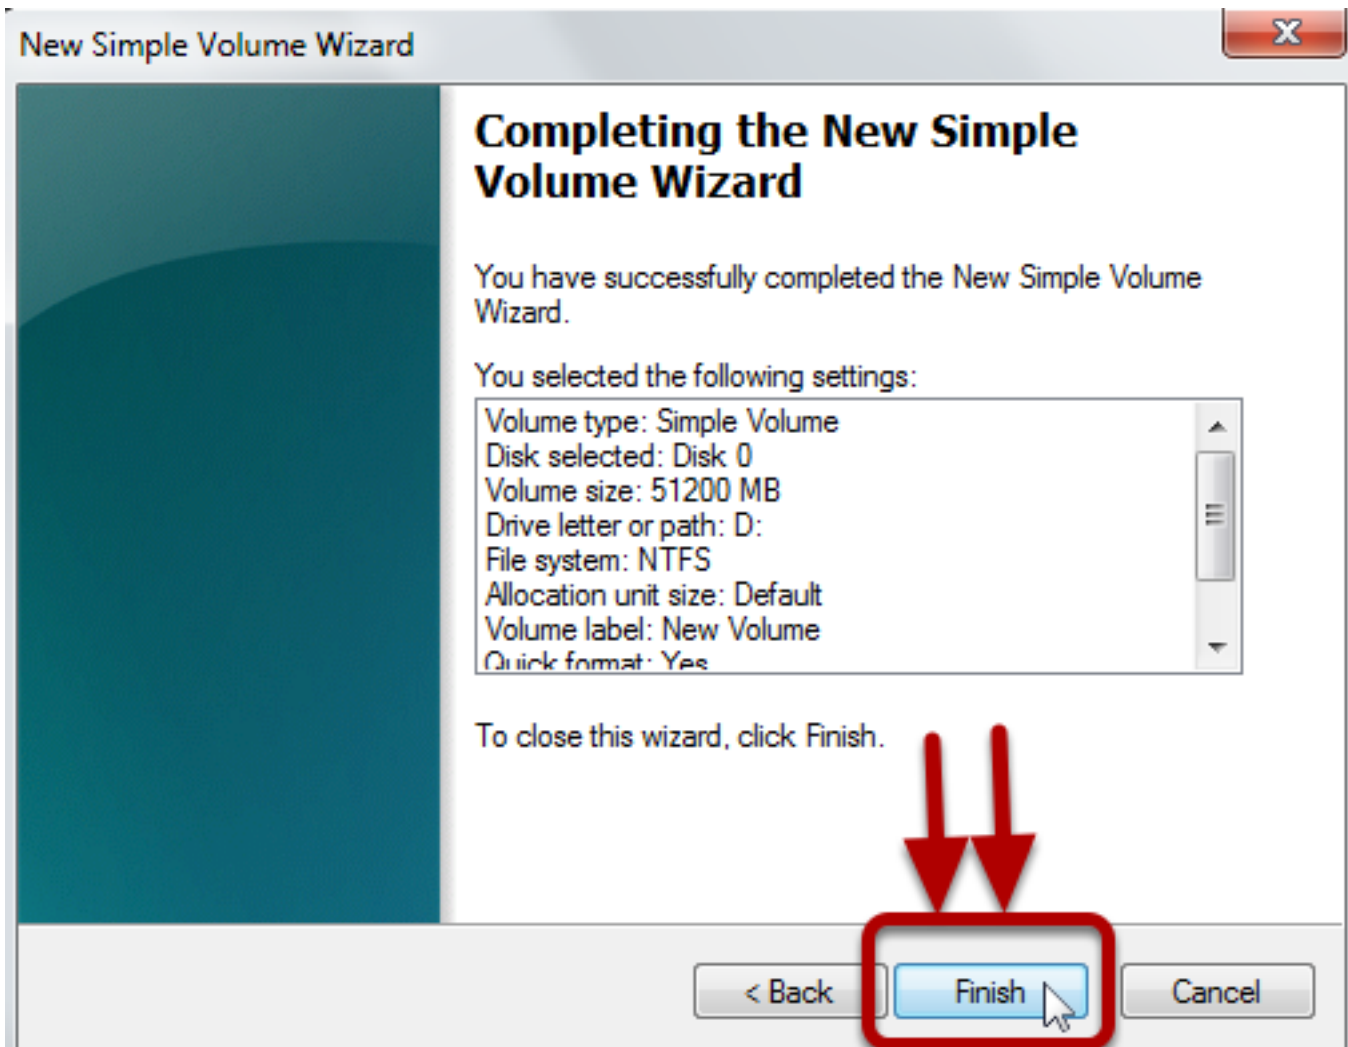 New Simple Volume Wizard
Completing the New Simple
Volume Wizard
You have successfully completed the New Simple Volume
Wizard.
You selected the following settings:
Volume type: Simple Volume
Disk selected: Disk 0
Volume size: 51200 MB
Drive letter or path: D:
File system: NTFS
Allocation unit size: Default
Volume label: New Volume
Quick format: Yes
To close this wizard, click Finish.
< Back
Finish
Cancel